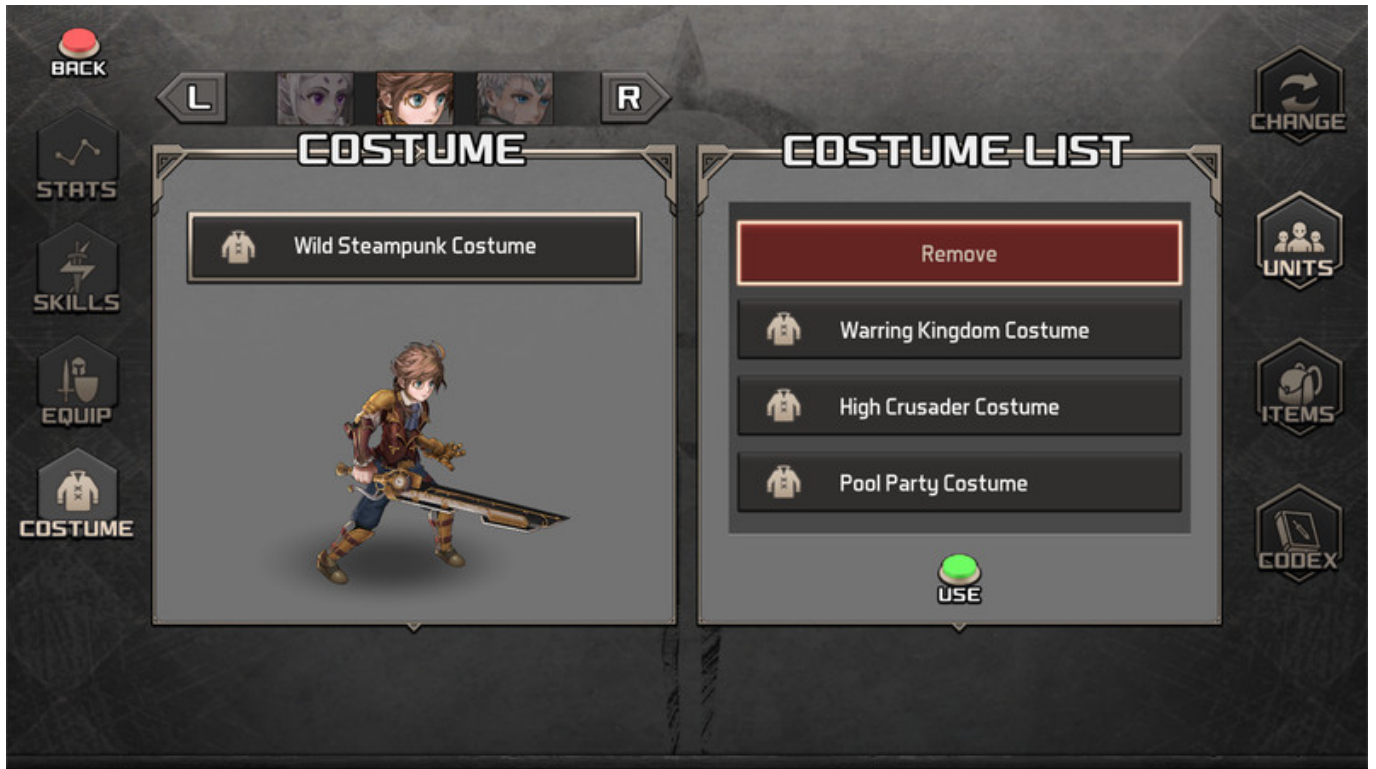 BACK
L
R
CHANGE
COSTUME
COSTUME LIST
STATS
Wild Steampunk Costume
Remove
UNITS
SKILLS
Warring Kingdom Costume
EQUIP
High Crusader Costume
ITEMS
COSTUME
Pool Party Costume
CODEX
USE